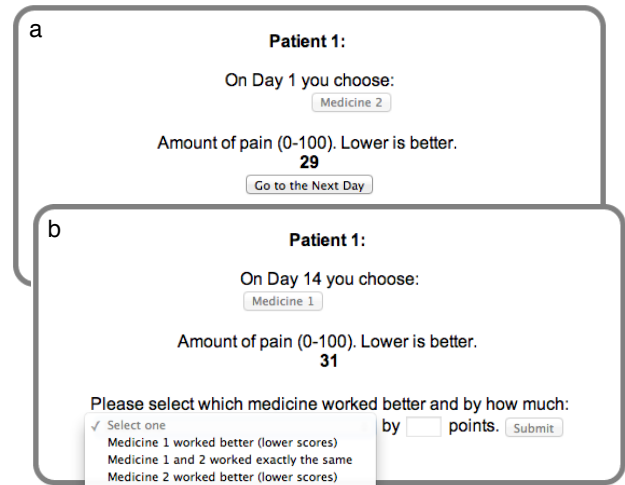 a
Patient 1:
On Day 1 you choose:
Medicine 2
Amount of pain (0-100). Lower is better.
29
Go to the Next Day
b
Patient 1:
On Day 14 you choose:
Medicine 1
Amount of pain (0-100). Lower is better.
31
Please select which medicine worked better and by how much:
✓ Select one by points. Submit
Medicine 1 worked better (lower scores)
Medicine 1 and 2 worked exactly the same
Medicine 2 worked better (lower scores)